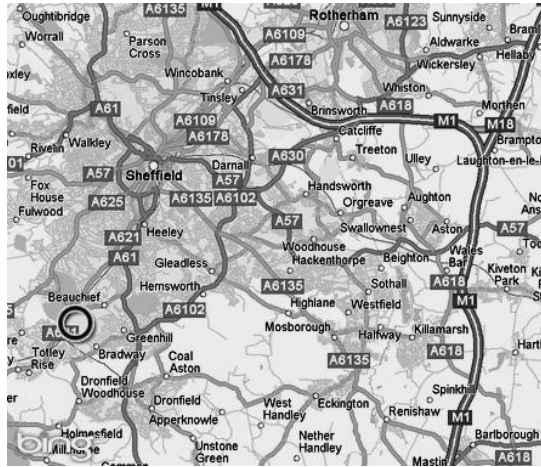 Oughtibridge
A6135
M1
Rotherham
A6123
Sunnyside
Worrall
Parson
Cross
A6109
Aldwarke
Hellaby
A6178
Wickersley
Wincobank
Tinsley
A631
Whiston
A61
A6109
Brinsworth
A618
Morthen
Rivelin
Walkley
A6178
Catcliffe
M1
M18
Treeton
Ulley
A57
Sheffield
Darnall
A630
Fox
House
A57
Handsworth
Fulwood
A625
A6135
A6102
Orgreave
Aughton
A621
Heeley
A57
Swallownest
Aston
A57
A61
Woodhouse
Wales
Bar
Gleadless
Hackenthorpe
Beighton
Kiveton
Park
Beauchief
Hemsworth
A6135
Sothall
A618
M1
A6102
Highlane
Westfield
Mosborough
Halfway
Killamarsh
Totley
Rise
Greenhill
Bradway
Coal
Aston
A6135
A618
Dronfield
Woodhouse
Spinkhill
Dronfield
West
Handley
Eckington
Renishaw
Apperknowle
M1
Holmesfield
Unstone
Green
Nether
Handley
Barlborough
bing
A618